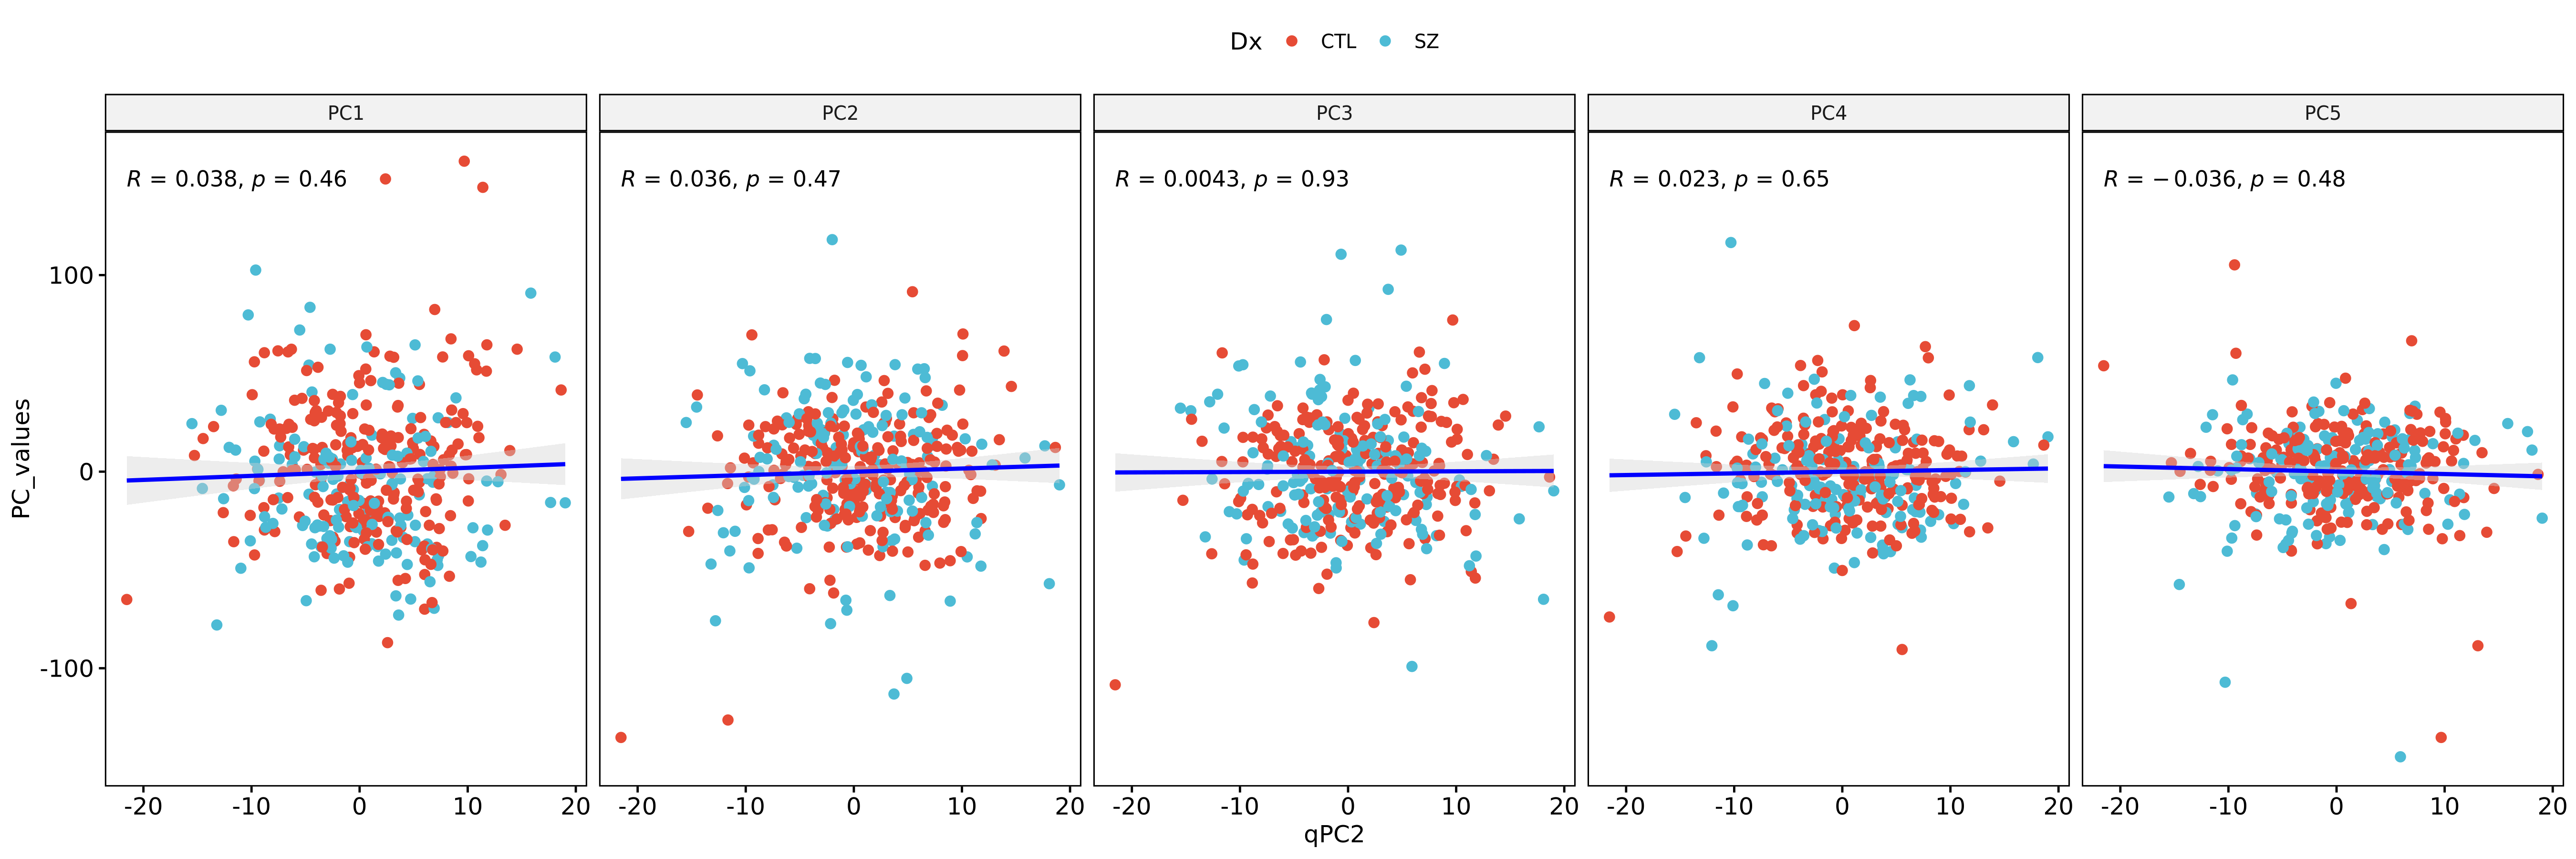 Dx CTL SZ
PC1 PC2 PC3 PC4 PC5
R = 0.038, p = 0.46 R = 0.036, p = 0.47 R = 0.0043, p = 0.93 R = 0.023, p = 0.65 R = −0.036, p = 0.48
100
0
-100
PC_values
-20 -10 0 10 20 -20 -10 0 10 20 -20 -10 0 10 20 -20 -10 0 10 20 -20 -10 0 10 20
qPC2